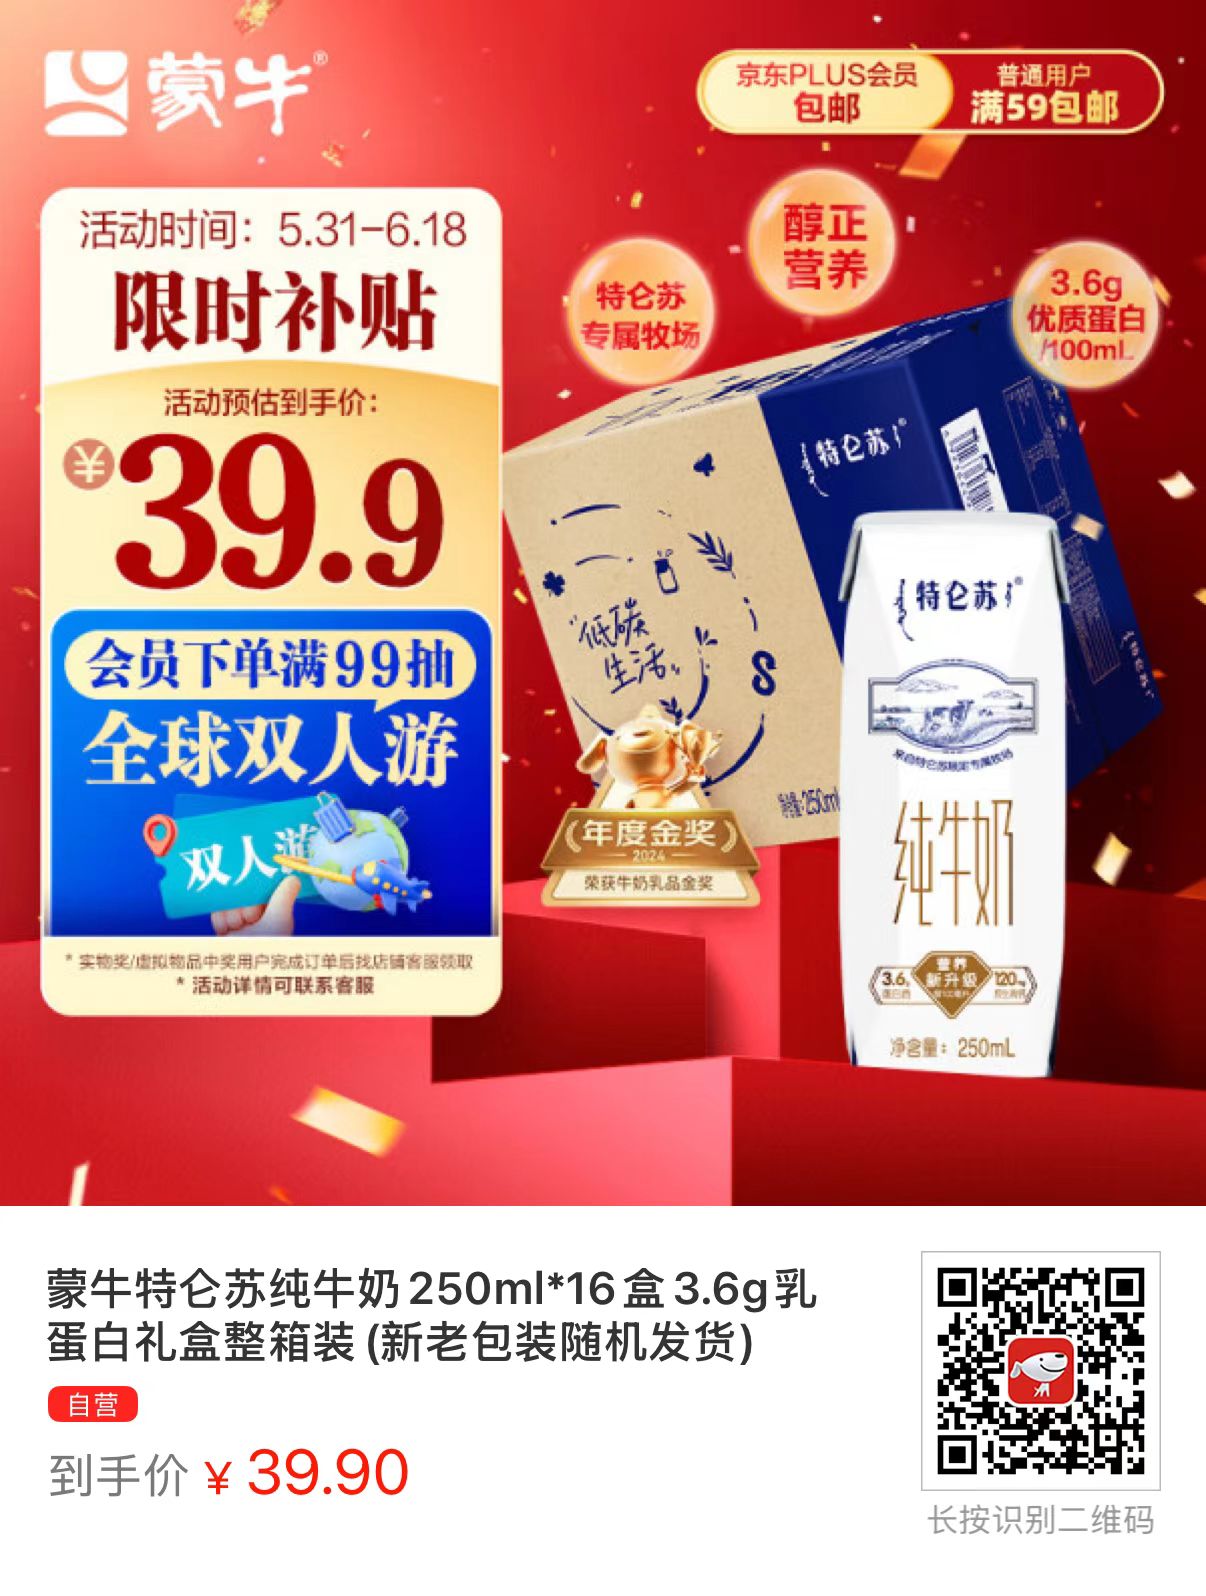 蒙牛®
京东PLUS会员
包邮
普通用户
满59包邮
活动时间：5.31-6.18
限时补贴
活动预估到手价：
¥39.9
会员下单满99抽
全球双人游
双人游
* 实物奖/虚拟物品中奖用户完成订单后找店铺客服领取
* 活动详情可联系客服
特仑苏
专属牧场
醇正
营养
3.6g
优质蛋白
/100mL
特仑苏
"低碳
生活"
净含量:250ml
年度金奖
2024
荣获牛奶乳品金奖
特仑苏®
纯牛奶
营养
新升级
3.6g
蛋白质
120mg
净含量：250mL
蒙牛特仑苏纯牛奶250ml*16盒3.6g乳
蛋白礼盒整箱装 (新老包装随机发货)
自营
到手价 ¥ 39.90
长按识别二维码